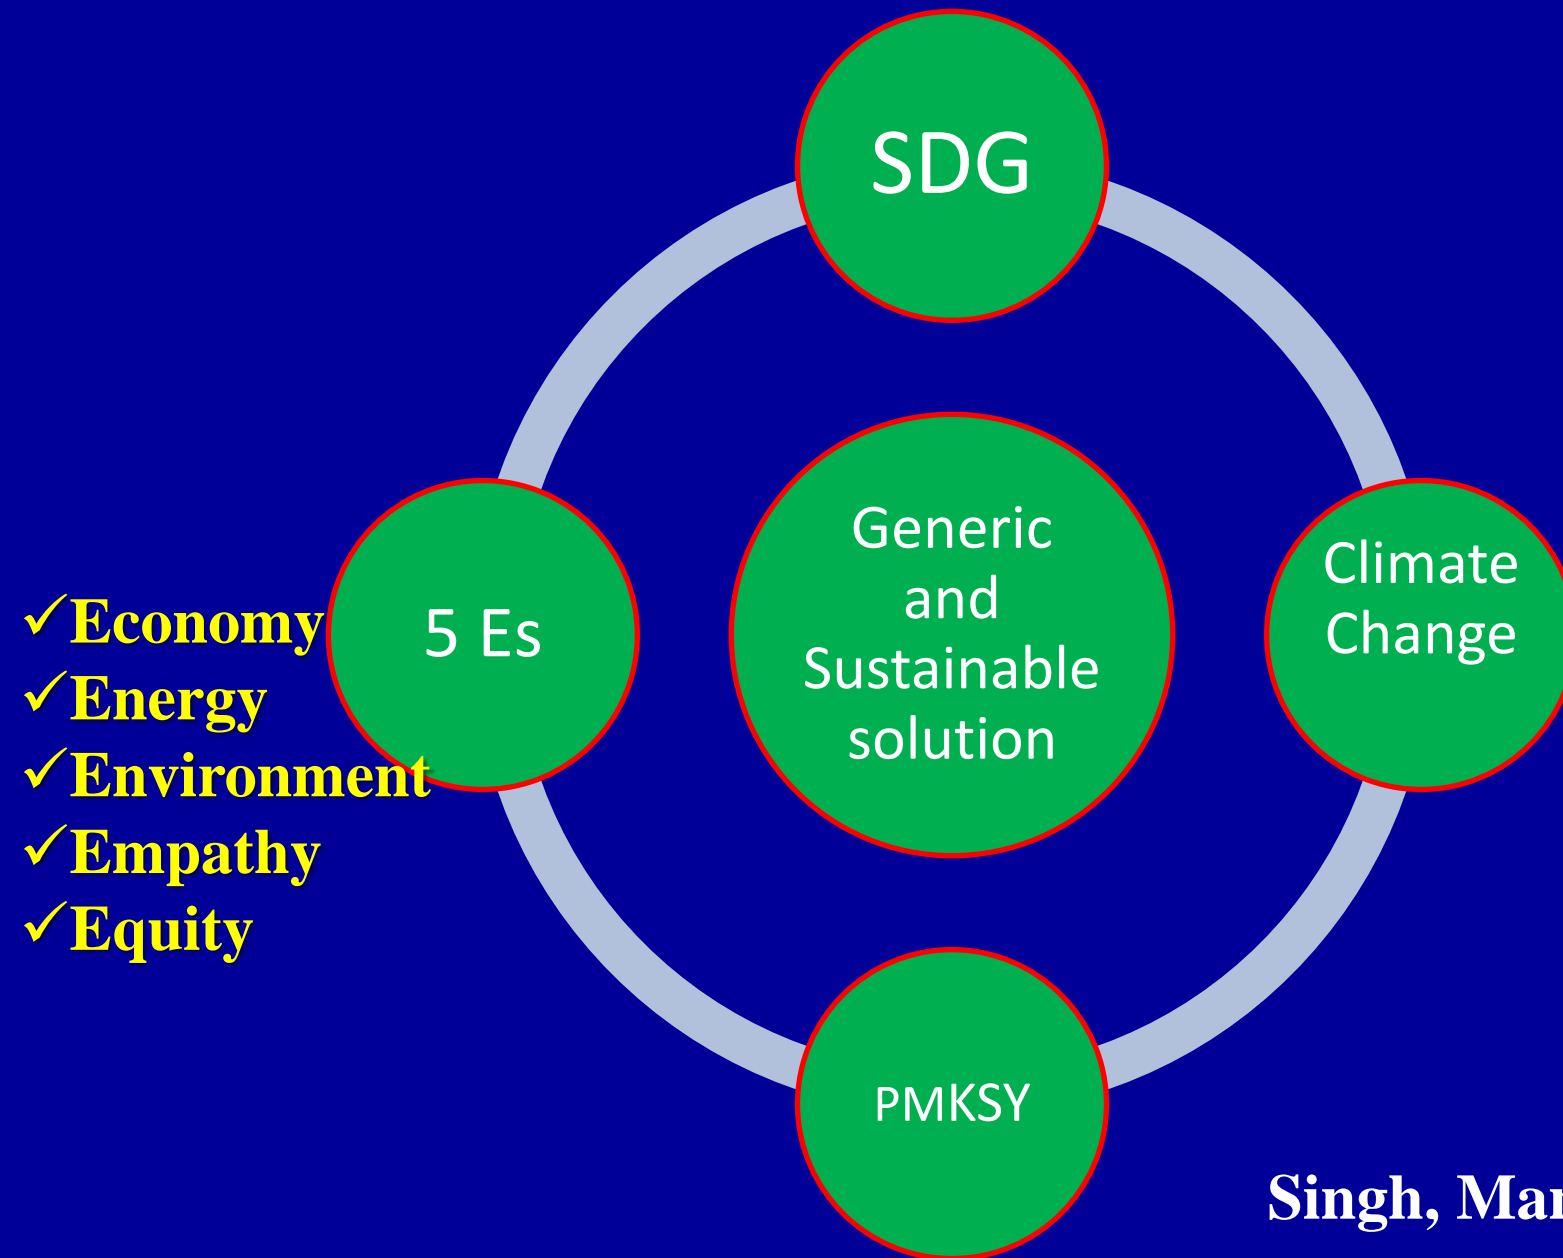 SDG
Generic
and
Sustainable
solution
Climate
Change
5 Es
✓Economy
✓Energy
✓Environment
✓Empathy
✓Equity
PMKSY
Singh,